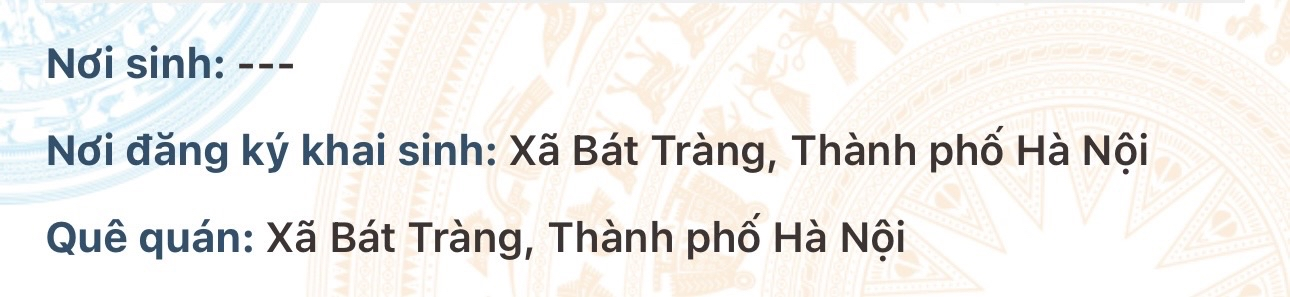 Nơi sinh: ---
Nơi đăng ký khai sinh: Xã Bát Tràng, Thành phố Hà Nội
Quê quán: Xã Bát Tràng, Thành phố Hà Nội